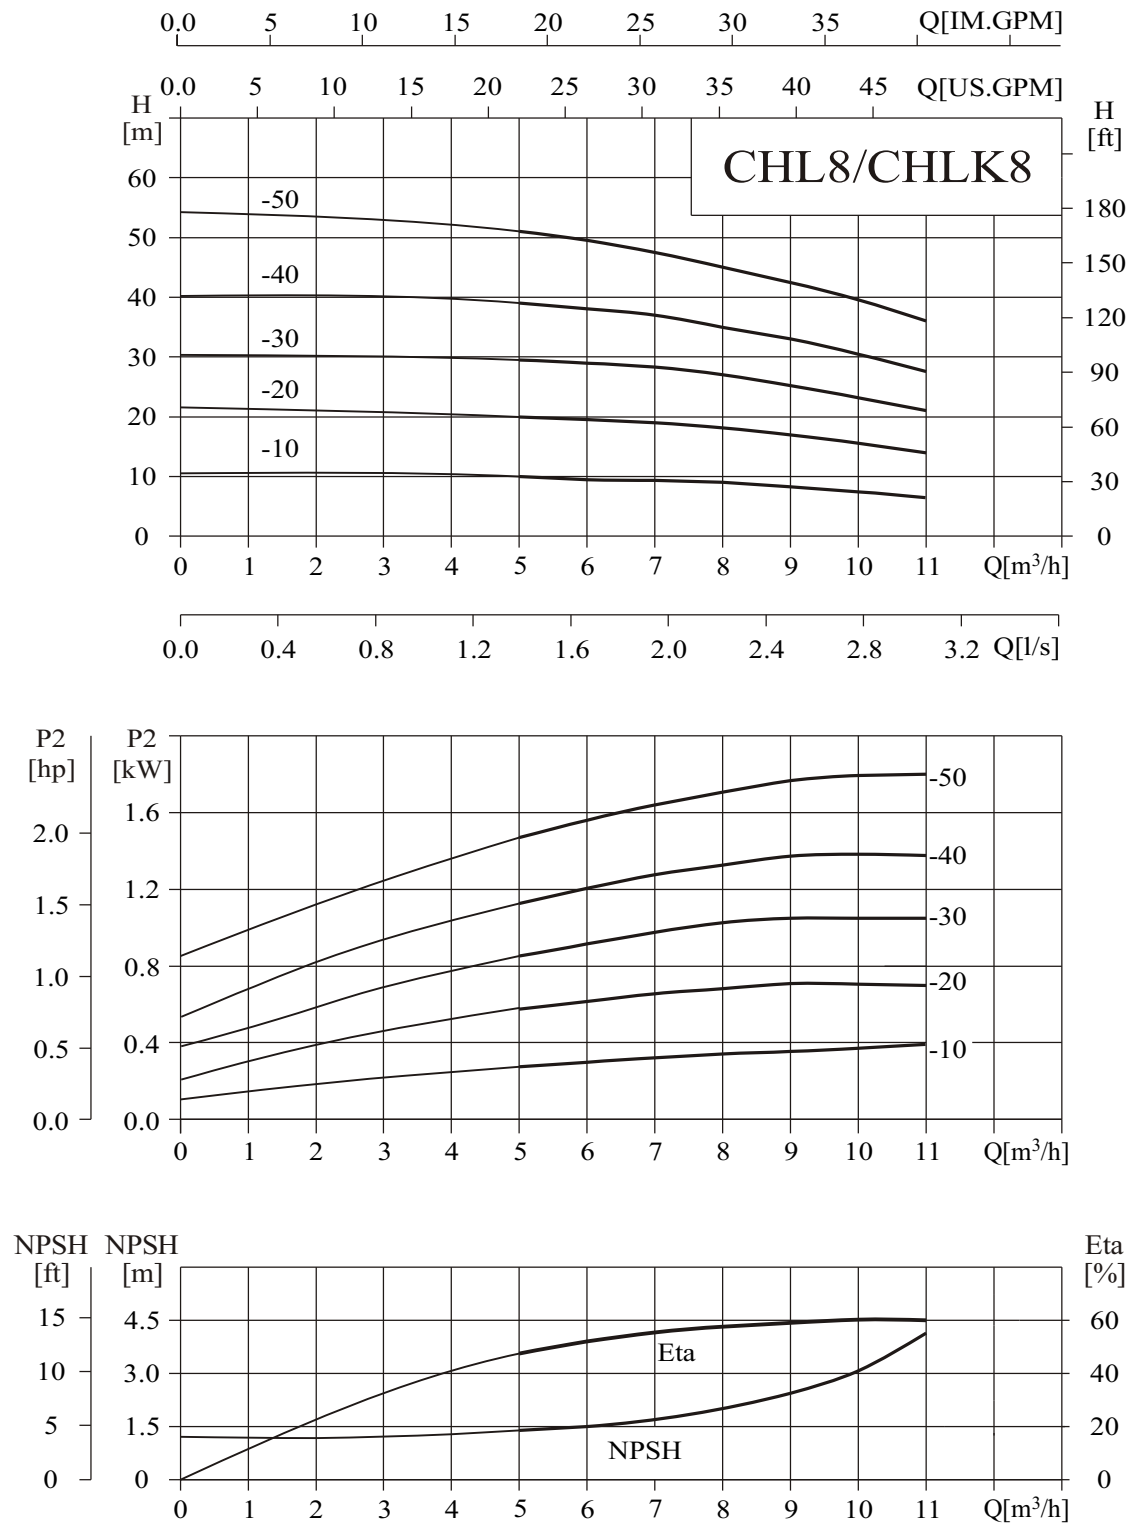 0.0 5 10 15 20 25 30 35 Q[IM.GPM]
0.0 5 10 15 20 25 30 35 40 45 Q[US.GPM]
H
[m]
H
[ft]
CHL8/CHLK8
60
50
40
30
20
10
0
180
150
120
90
60
30
0
-50
-40
-30
-20
-10
0 1 2 3 4 5 6 7 8 9 10 11 Q[m³/h]
0.0 0.4 0.8 1.2 1.6 2.0 2.4 2.8 3.2 Q[l/s]
P2
[hp]
P2
[kW]
2.0
1.5
1.0
0.5
0.0
1.6
1.2
0.8
0.4
0.0
-50
-40
-30
-20
-10
0 1 2 3 4 5 6 7 8 9 10 11 Q[m³/h]
NPSH
[ft]
NPSH
[m]
Eta
[%]
15
10
5
0
4.5
3.0
1.5
0
60
40
20
0
Eta
NPSH
0 1 2 3 4 5 6 7 8 9 10 11 Q[m³/h]